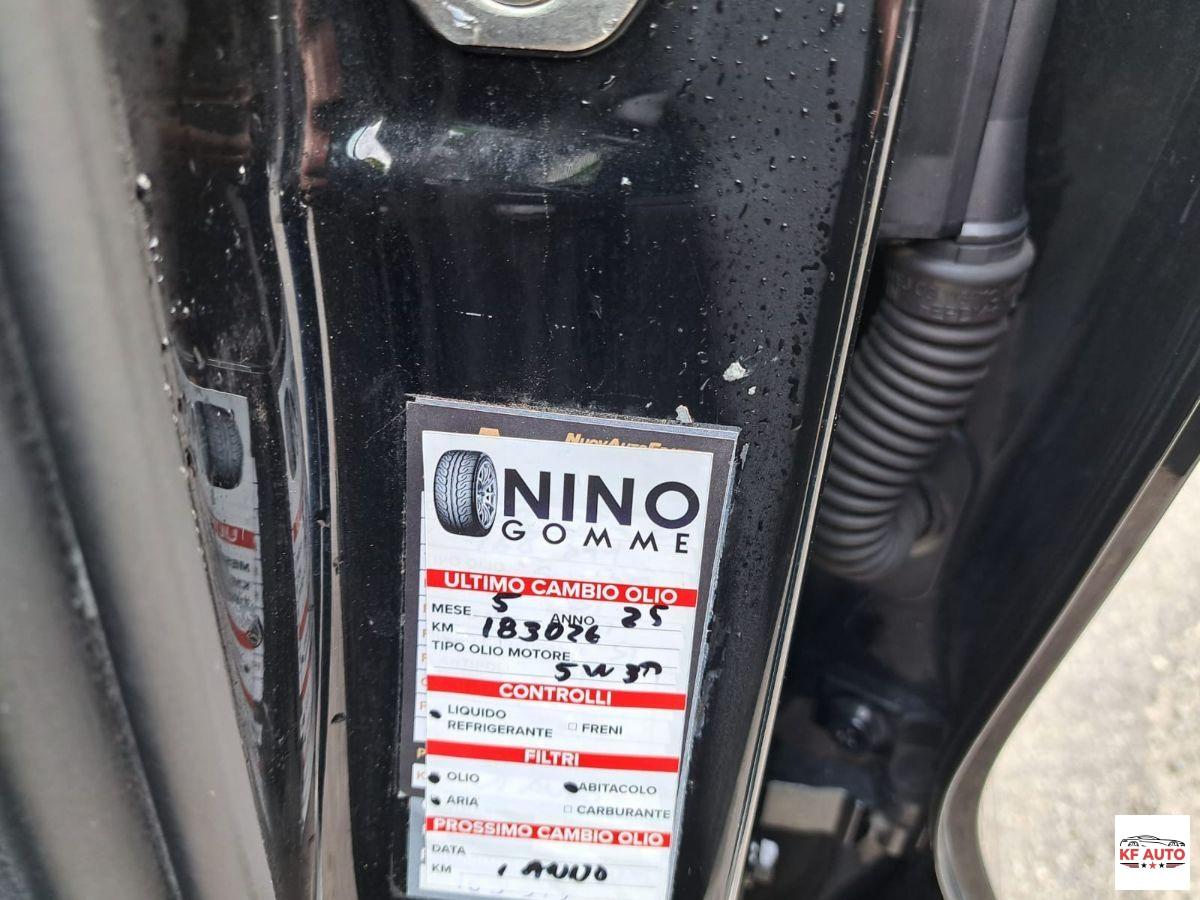 NINO
GOMME
ULTIMO CAMBIO OLIO
MESE 5 ANNO 25
KM 183026
TIPO OLIO MOTORE
5W30
CONTROLLI
LIQUIDO
REFRIGERANTE
FRENI
FILTRI
OLIO
ABITACOLO
ARIA
CARBURANTE
PROSSIMO CAMBIO OLIO
DATA
KM 1 ANNO
KF AUTO